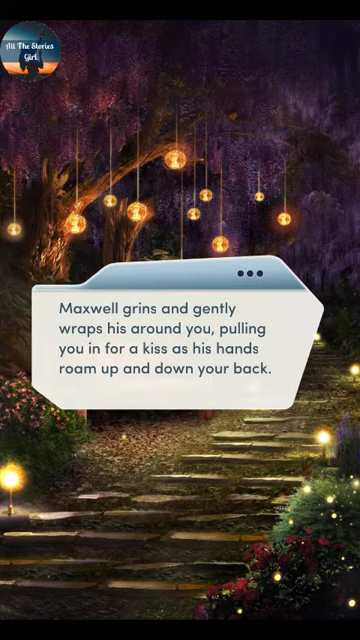 All The Stories
Girl
Maxwell grins and gently
wraps his around you, pulling
you in for a kiss as his hands
roam up and down your back.